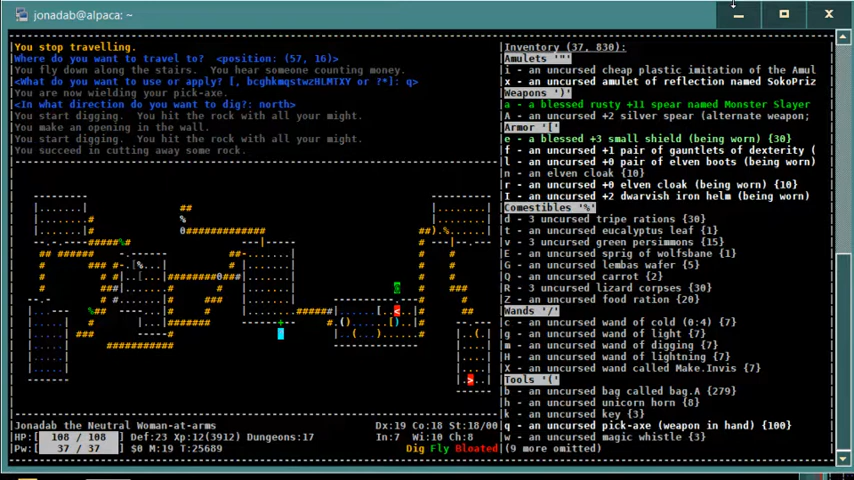 jonadab@alpaca: ~
You stop travelling.
Where do you want to travel to?  <position: (57, 16)>
You fly down along the stairs.  You hear someone counting money.
<What do you want to use or apply? [, bcghkmqstwzHLMTXY or ?*]: q>
You are now wielding your pick-axe.
<In what direction do you want to dig?: north>
You start digging.  You hit the rock with all your might.
You make an opening in the wall.
You start digging.  You hit the rock with all your might.
You succeed in cutting away some rock.
Jonadab the Neutral Woman-at-arms
Dx:19 Co:18 St:18/00
HP:[ 108 / 108 ] Def:23 Xp:12(3912) Dungeons:17
In:7 Wi:10 Ch:8
Pw:[ 37 / 37 ] $0 M:19 T:25689
Dig Fly Bloated
Inventory (37, 830):
Amulets '"'
i - an uncursed cheap plastic imitation of the Amul
x - an uncursed amulet of reflection named SokoPriz
Weapons ')'
a - a blessed rusty +11 spear named Monster Slayer
A - an uncursed +2 silver spear (alternate weapon;
Armor '['
e - a blessed +3 small shield (being worn) {30}
f - an uncursed +1 pair of gauntlets of dexterity (
l - an uncursed +0 pair of elven boots (being worn)
n - an elven cloak {10}
r - an uncursed +0 elven cloak (being worn) {10}
I - an uncursed +2 dwarvish iron helm (being worn)
Comestibles '%'
d - 3 uncursed tripe rations {30}
t - an uncursed eucalyptus leaf {1}
v - 3 uncursed green persimmons {15}
E - an uncursed sprig of wolfsbane {1}
G - an uncursed lembas wafer {5}
Q - an uncursed carrot {2}
R - 3 uncursed lizard corpses {30}
Z - an uncursed food ration {20}
Wands '/'
c - an uncursed wand of cold (0:4) {7}
g - an uncursed wand of light {7}
m - an uncursed wand of digging {7}
H - an uncursed wand of lightning {7}
X - an uncursed wand called Make.Invis {7}
Tools '('
b - an uncursed bag called bag.A {279}
h - an uncursed unicorn horn {8}
k - an uncursed key {3}
q - an uncursed pick-axe (weapon in hand) {100}
w - an uncursed magic whistle {3}
(9 more omitted)